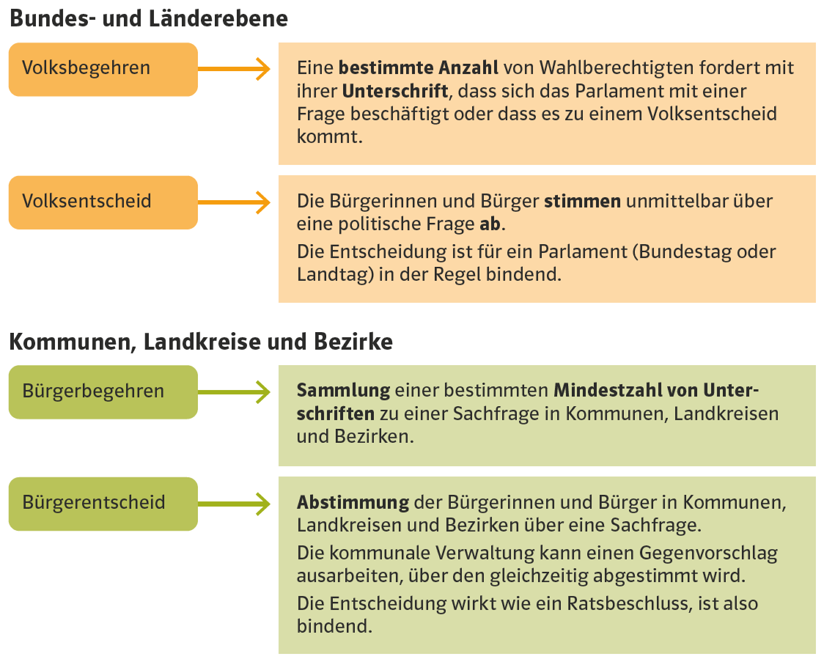 Bundes- und Länderebene
Volksbegehren
Eine bestimmte Anzahl von Wahlberechtigten fordert mit
ihrer Unterschrift, dass sich das Parlament mit einer
Frage beschäftigt oder dass es zu einem Volksentscheid
kommt.
Volksentscheid
Die Bürgerinnen und Bürger stimmen unmittelbar über
eine politische Frage ab.
Die Entscheidung ist für ein Parlament (Bundestag oder
Landtag) in der Regel bindend.
Kommunen, Landkreise und Bezirke
Bürgerbegehren
Sammlung einer bestimmten Mindestzahl von Unter-
schriften zu einer Sachfrage in Kommunen, Landkreisen
und Bezirken.
Bürgerentscheid
Abstimmung der Bürgerinnen und Bürger in Kommunen,
Landkreisen und Bezirken über eine Sachfrage.
Die kommunale Verwaltung kann einen Gegenvorschlag
ausarbeiten, über den gleichzeitig abgestimmt wird.
Die Entscheidung wirkt wie ein Ratsbeschluss, ist also
bindend.